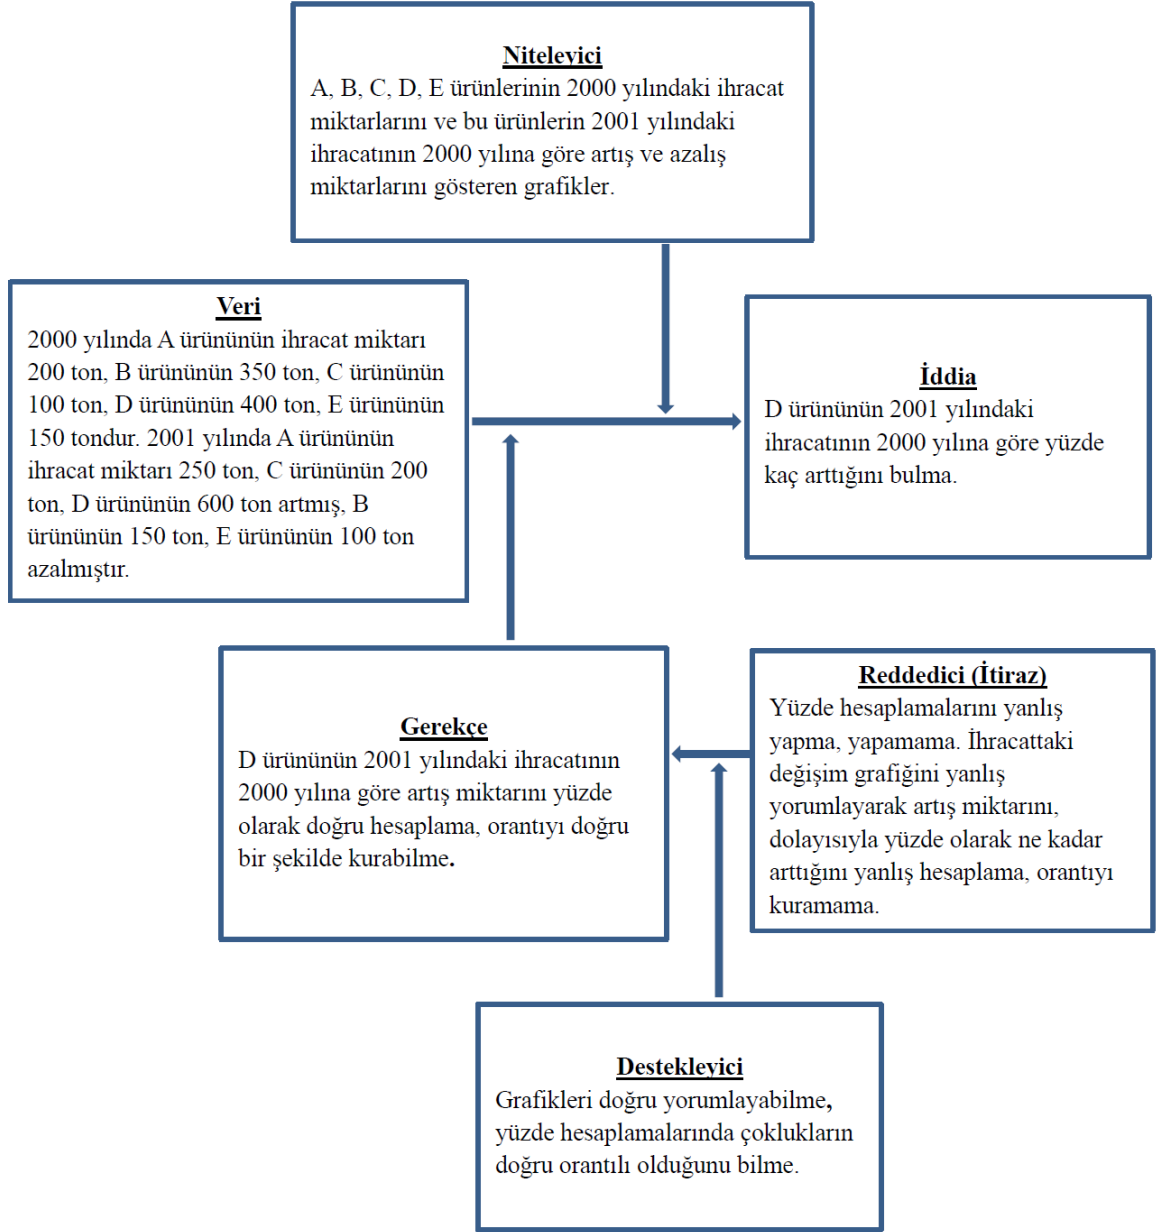 Niteleyici
A, B, C, D, E ürünlerinin 2000 yılındaki ihracat
miktarlarını ve bu ürünlerin 2001 yılındaki
ihracatının 2000 yılına göre artış ve azalış
miktarlarını gösteren grafikler.
Veri
2000 yılında A ürününün ihracat miktarı
200 ton, B ürününün 350 ton, C ürününün
100 ton, D ürününün 400 ton, E ürününün
150 tondur. 2001 yılında A ürününün
ihracat miktarı 250 ton, C ürününün 200
ton, D ürününün 600 ton artmış, B
ürününün 150 ton, E ürününün 100 ton
azalmıştır.
İddia
D ürününün 2001 yılındaki
ihracatının 2000 yılına göre yüzde
kaç arttığını bulma.
Gerekçe
D ürününün 2001 yılındaki ihracatının
2000 yılına göre artış miktarını yüzde
olarak doğru hesaplama, orantıyı doğru
bir şekilde kurabilme.
Reddedici (İtiraz)
Yüzde hesaplamalarını yanlış
yapma, yapamama. İhracattaki
değişim grafiğini yanlış
yorumlayarak artış miktarını,
dolayısıyla yüzde olarak ne kadar
arttığını yanlış hesaplama, orantıyı
kuramama.
Destekleyici
Grafikleri doğru yorumlayabilme,
yüzde hesaplamalarında çoklukların
doğru orantılı olduğunu bilme.